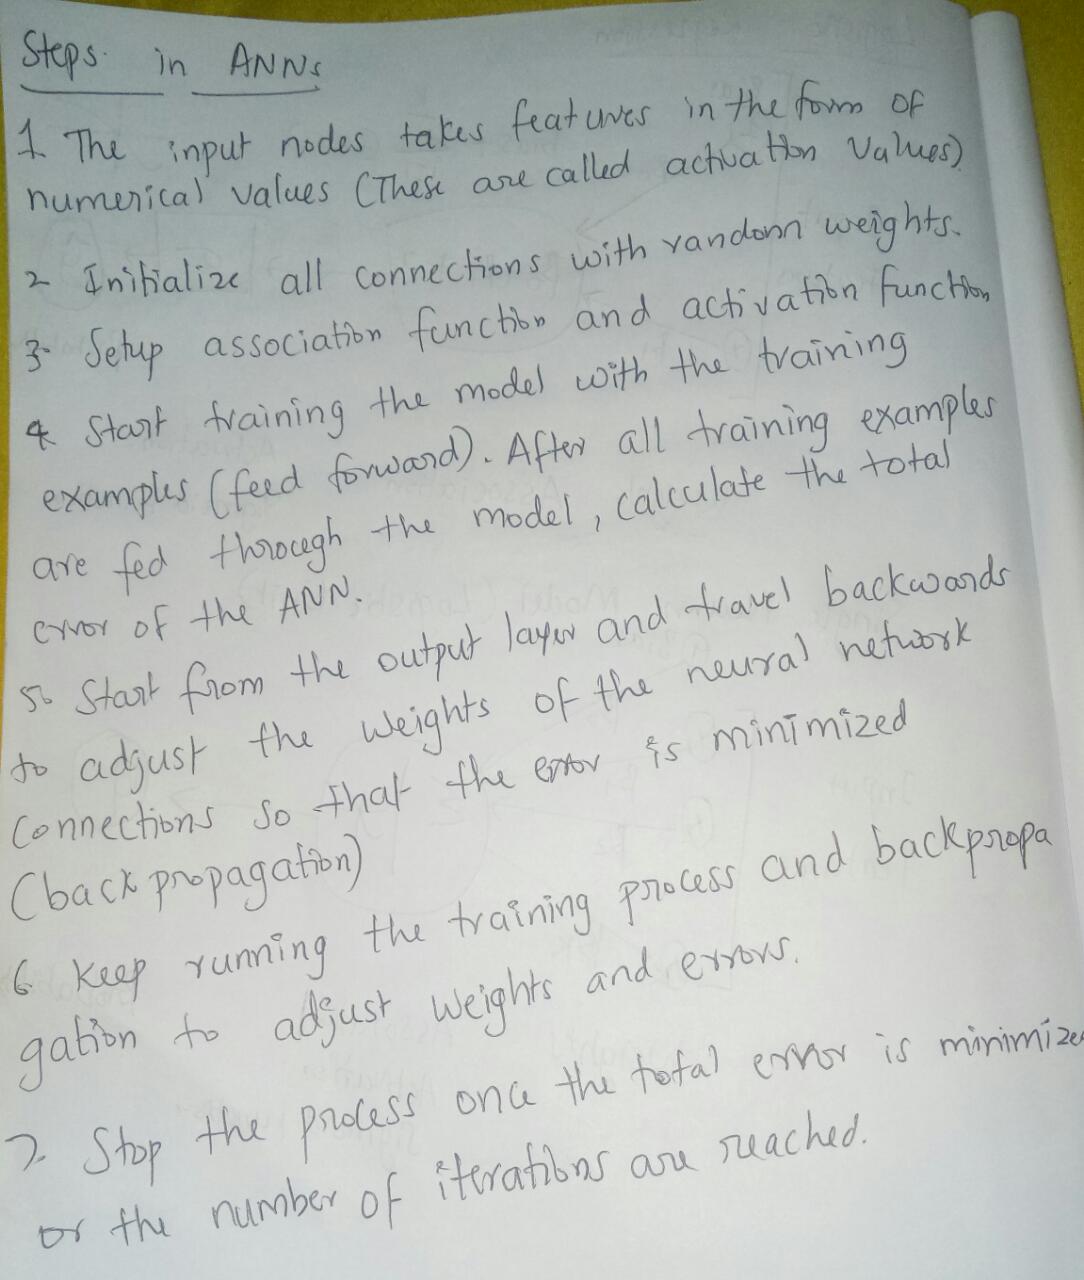 Steps in ANNs
1. The input nodes takes features in the form of
numerical values (These are called activation values)
2 Initialize all connections with random weights.
3. Setup association function and activation function
4 Start training the model with the training
examples (feed forward). After all training examples
are fed through the model, calculate the total
error of the ANN.
5. Start from the output layer and travel backwards
to adjust the weights of the neural network
connections so that the error is minimized
(back propagation)
6 Keep running the training process and backpropa
gation to adjust weights and errors.
7. Stop the process once the total error is minimized
or the number of iterations are reached.